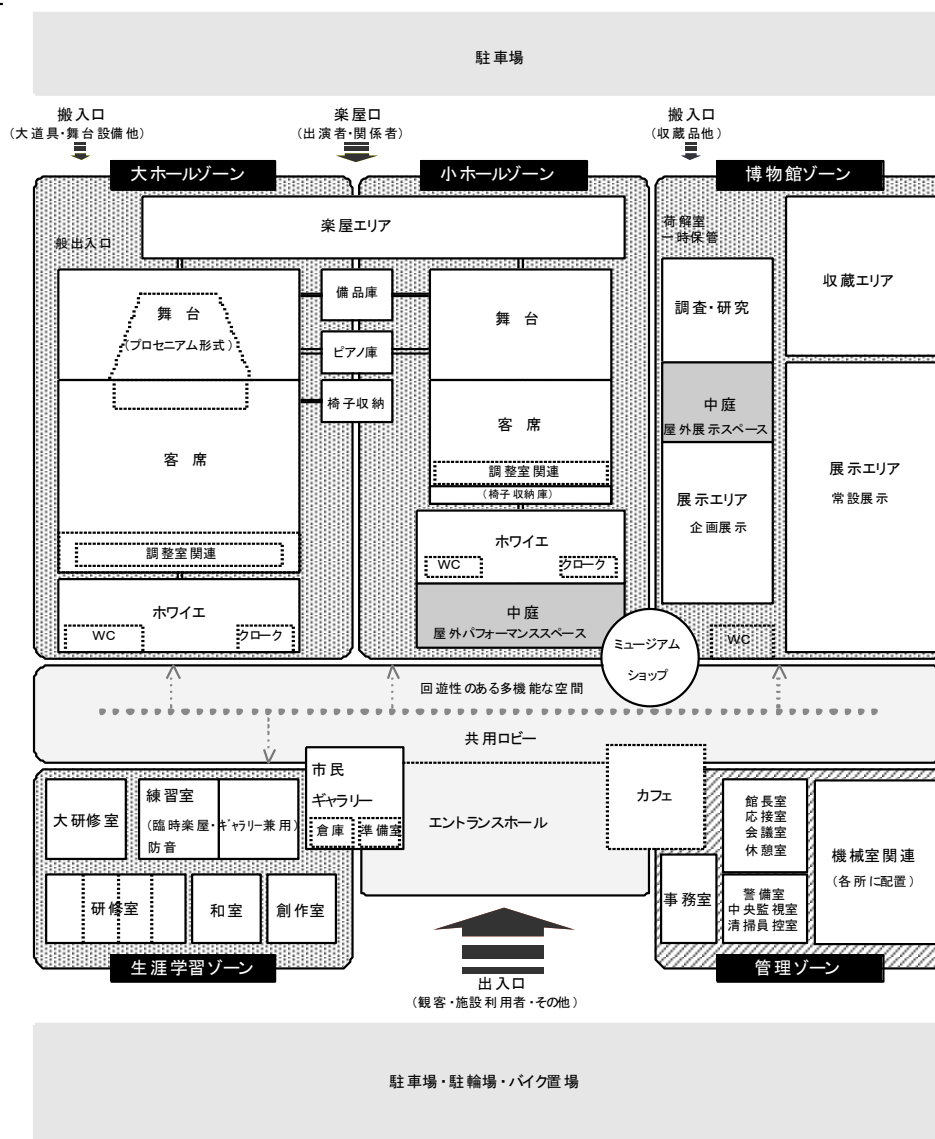 駐車場
搬入口
(大道具・舞台設備他)
楽屋口
(出演者・関係者)
搬入口
(収蔵品他)
大ホールゾーン
小ホールゾーン
博物館ゾーン
楽屋エリア
般出入口
荷解室
一時保管
収蔵エリア
舞 台
(プロセニアム形式)
備品庫
舞 台
調査・研究
ピアノ庫
椅子収納
中庭
屋外展示スペース
客 席
客 席
調整室関連
(椅子収納庫)
展示エリア
企画展示
展示エリア
常設展示
調整室関連
ホワイエ
WC
クローク
ホワイエ
WC
クローク
中庭
屋外パフォーマンススペース
ミュージアム
ショップ
WC
回遊性のある多機能な空間
共用ロビー
大研修室
練習室
(臨時楽屋・ギャラリー兼用)
防音
市民
ギャラリー
倉庫
準備室
エントランスホール
カフェ
館長室
応接室
会議室
休憩室
機械室関連
(各所に配置)
研修室
和室
創作室
事務室
警備室
中央監視室
清掃員控室
生涯学習ゾーン
管理ゾーン
出入口
(観客・施設利用者・その他)
駐車場・駐輪場・バイク置場